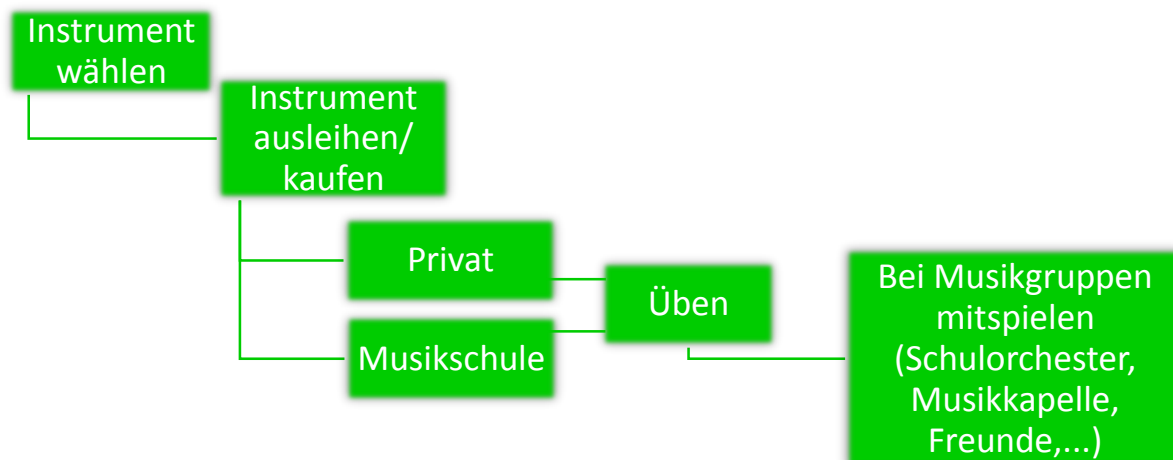 Instrument
wählen
Instrument
ausleihen/
kaufen
Privat
Musikschule
Üben
Bei Musikgruppen
mitspielen
(Schulorchester,
Musikkapelle,
Freunde,...)